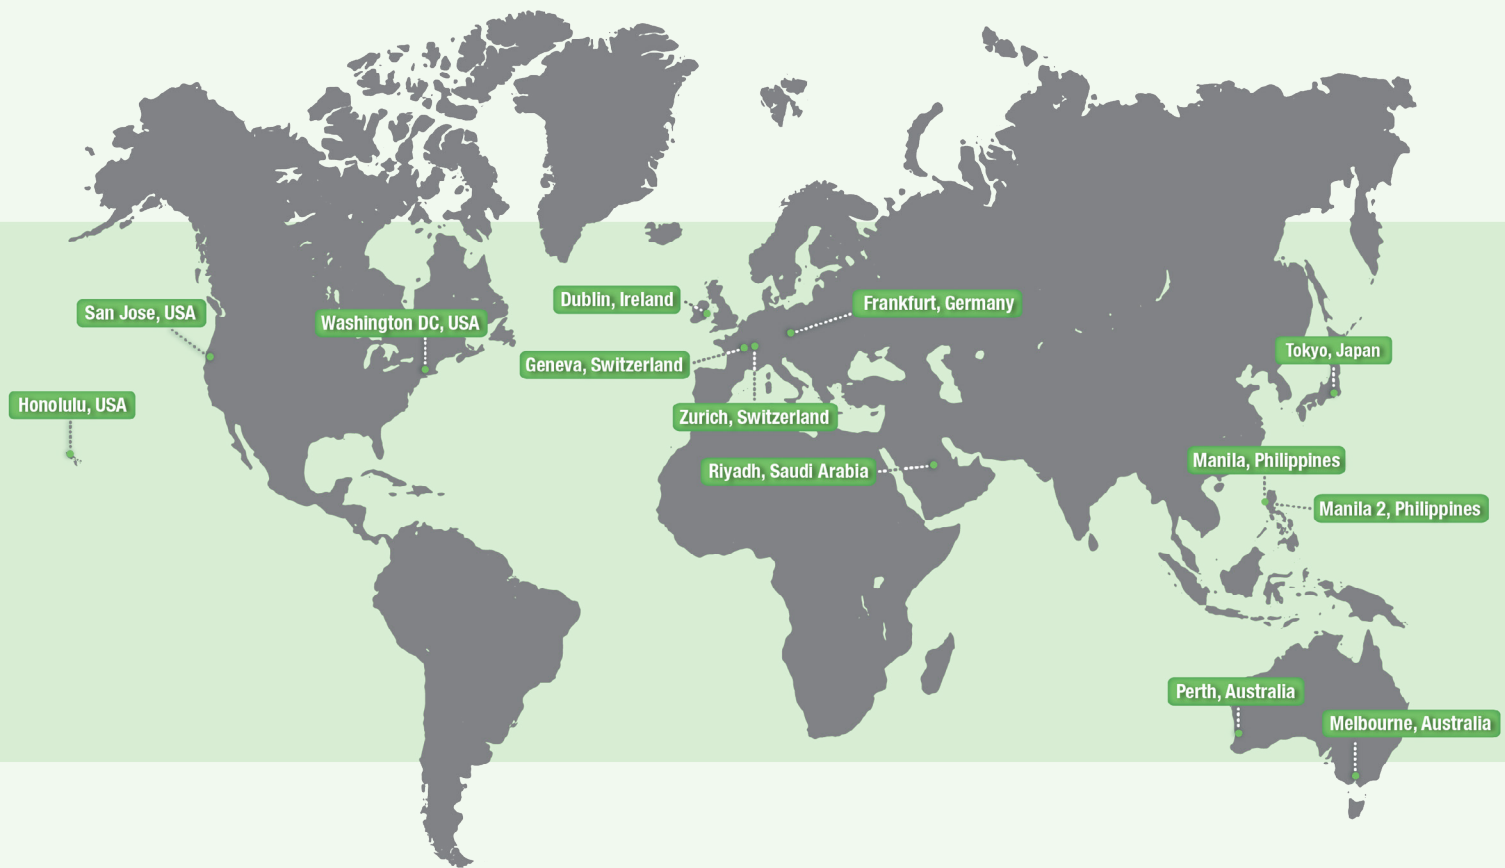 Dublin, Ireland
Frankfurt, Germany
San Jose, USA
Washington DC, USA
Tokyo, Japan
Geneva, Switzerland
Honolulu, USA
Zurich, Switzerland
Manila, Philippines
Riyadh, Saudi Arabia
Manila 2, Philippines
Perth, Australia
Melbourne, Australia